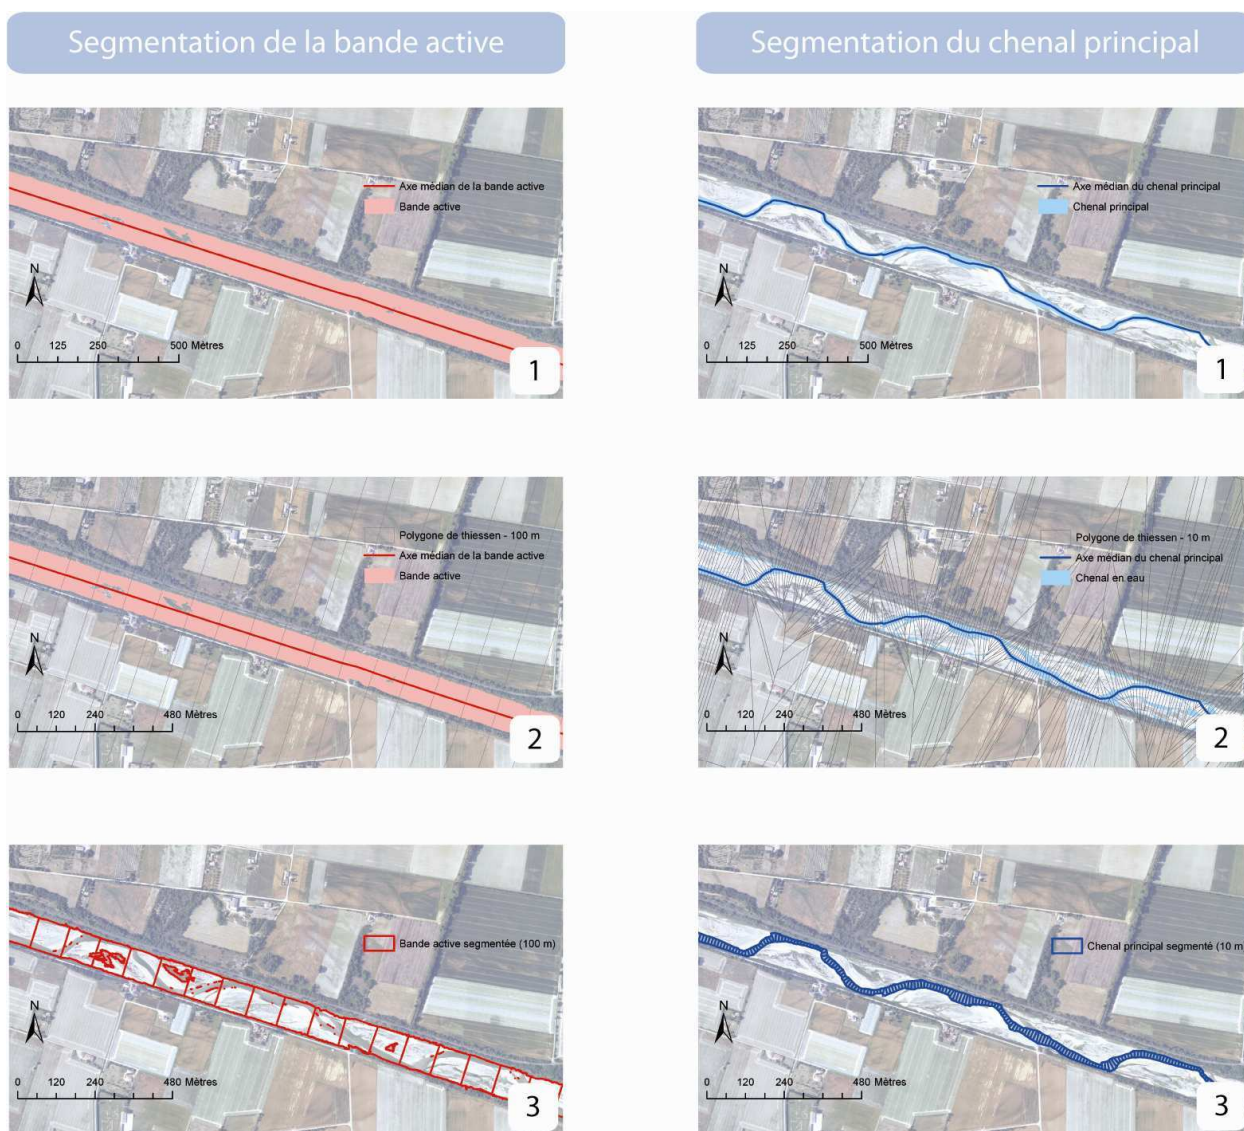 Segmentation de la bande active
Segmentation du chenal principal
Axe médian de la bande active
Bande active
N
0 125 250 500 Mètres
1
Axe médian du chenal principal
Chenal principal
N
0 125 250 500 Mètres
1
Polygone de thiessen - 100 m
Axe médian de la bande active
Bande active
N
0 120 240 480 Mètres
2
Polygone de thiessen - 10 m
Axe médian du chenal principal
Chenal en eau
N
0 120 240 480 Mètres
2
Bande active segmentée (100 m)
N
0 120 240 480 Mètres
3
Chenal principal segmenté (10 m
N
0 120 240 480 Mètres
3